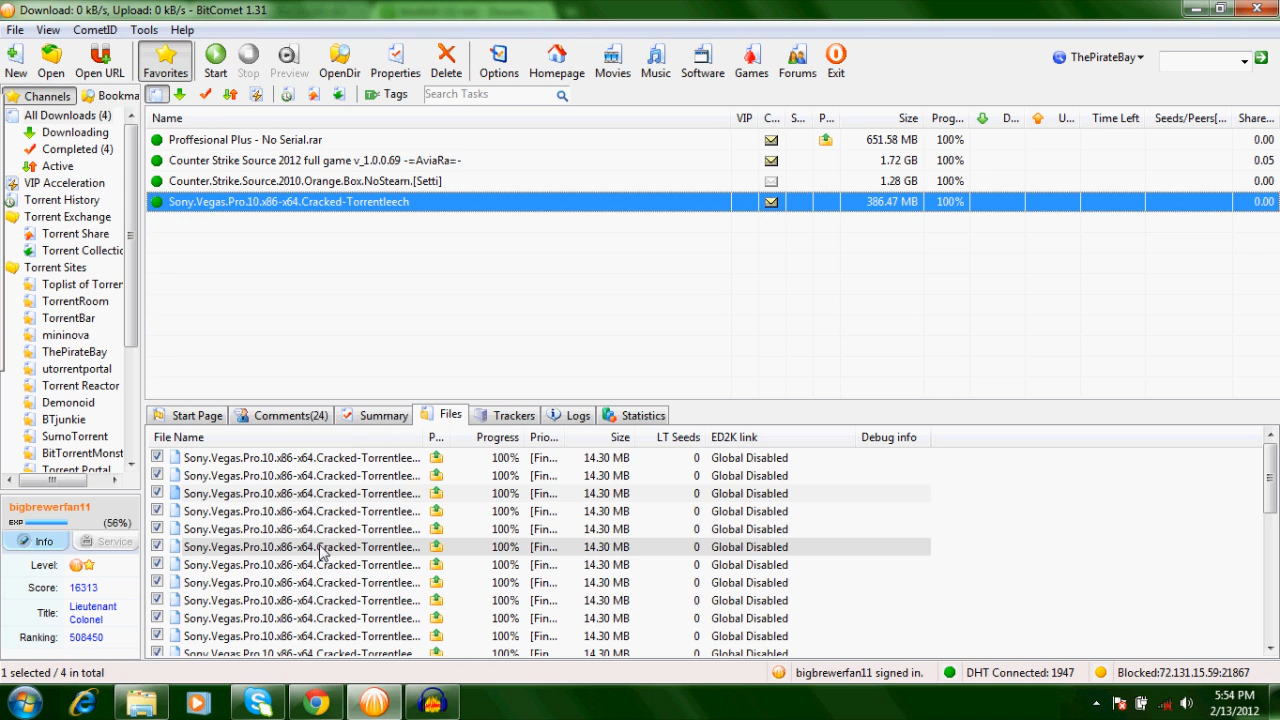 Download: 0 kB/s, Upload: 0 kB/s - BitComet 1.31
File View CometID Tools Help
New Open Open URL Favorites Start Stop Preview OpenDir Properties Delete Options Homepage Movies Music Software Games Forums Exit ThePirateBay
Channels Bookma
Tags Search Tasks
All Downloads (4)
Downloading
Completed (4)
Active
VIP Acceleration
Torrent History
Torrent Exchange
Torrent Share
Torrent Collectic
Torrent Sites
Toplist of Torrer
TorrentRoom
TorrentBar
mininova
ThePirateBay
utorrentportal
Torrent Reactor
Demonoid
BTjunkie
SumoTorrent
BitTorrentMonst
Torrent Portal
Name VIP C... S... P... Size Prog... D... U... Time Left Seeds/Peers[... Share...
Proffesional Plus - No Serial.rar 651.58 MB 100% 0.00
Counter Strike Source 2012 full game v_1.0.0.69 -=AviaRa=- 1.72 GB 100% 0.05
Counter.Strike.Source.2010.Orange.Box.NoSteam.[Setti] 1.28 GB 100% 0.00
Sony.Vegas.Pro.10.x86-x64.Cracked-Torrentleech 386.47 MB 100% 0.00
Start Page Comments(24) Summary Files Trackers Logs Statistics
File Name P... Progress Prio... Size LT Seeds ED2K link Debug info
Sony.Vegas.Pro.10.x86-x64.Cracked-Torrentlee... 100% [Fin... 14.30 MB 0 Global Disabled
Sony.Vegas.Pro.10.x86-x64.Cracked-Torrentlee... 100% [Fin... 14.30 MB 0 Global Disabled
Sony.Vegas.Pro.10.x86-x64.Cracked-Torrentlee... 100% [Fin... 14.30 MB 0 Global Disabled
Sony.Vegas.Pro.10.x86-x64.Cracked-Torrentlee... 100% [Fin... 14.30 MB 0 Global Disabled
Sony.Vegas.Pro.10.x86-x64.Cracked-Torrentlee... 100% [Fin... 14.30 MB 0 Global Disabled
Sony.Vegas.Pro.10.x86-x64.Cracked-Torrentlee... 100% [Fin... 14.30 MB 0 Global Disabled
Sony.Vegas.Pro.10.x86-x64.Cracked-Torrentlee... 100% [Fin... 14.30 MB 0 Global Disabled
Sony.Vegas.Pro.10.x86-x64.Cracked-Torrentlee... 100% [Fin... 14.30 MB 0 Global Disabled
Sony.Vegas.Pro.10.x86-x64.Cracked-Torrentlee... 100% [Fin... 14.30 MB 0 Global Disabled
Sony.Vegas.Pro.10.x86-x64.Cracked-Torrentlee... 100% [Fin... 14.30 MB 0 Global Disabled
Sony.Vegas.Pro.10.x86-x64.Cracked-Torrentlee... 100% [Fin... 14.30 MB 0 Global Disabled
Sony.Vegas.Pro.10.x86-x64.Cracked-Torrentlee... 100% [Fin... 14.30 MB 0 Global Disabled
bigbrewerfan11
EXP (56%)
Info Service
Level:
Score: 16313
Title: Lieutenant Colonel
Ranking: 508450
1 selected / 4 in total bigbrewerfan11 signed in. DHT Connected: 1947 Blocked:72.131.15.59:21867
5:54 PM
2/13/2012